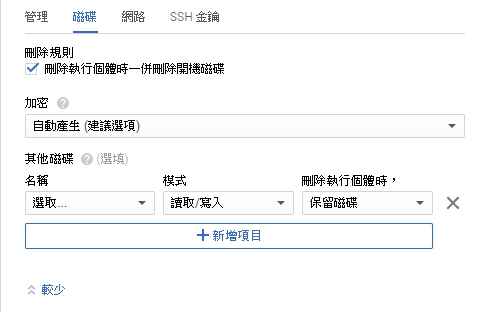 管理 磁碟 網路 SSH 金鑰
刪除規則
刪除執行個體時一併刪除開機磁碟
加密
自動產生 (建議選項)
其他磁碟 (選填)
名稱 模式 刪除執行個體時，
選取... 讀取/寫入 保留磁碟
新增項目
較少